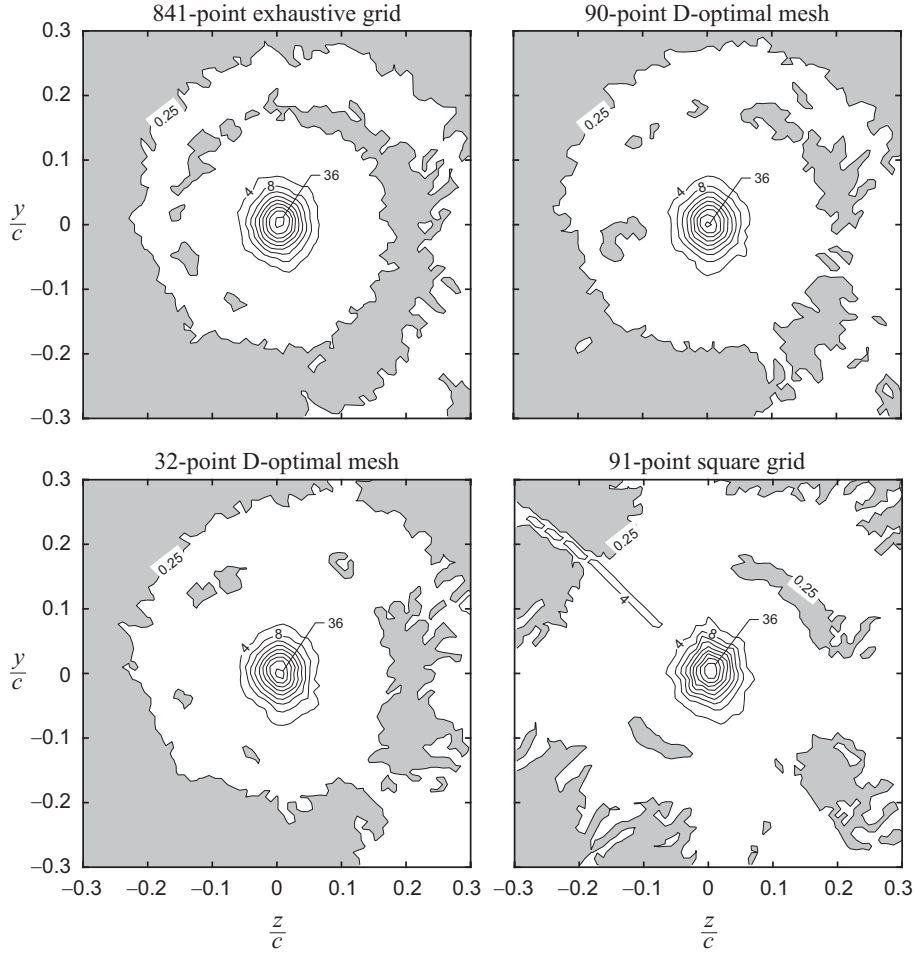 841-point exhaustive grid
90-point D-optimal mesh
0.3
0.2
0.1
0
−0.1
−0.2
−0.3
y
c
0.25
4
8
36
0.25
4
8
36
32-point D-optimal mesh
91-point square grid
0.3
0.2
0.1
0
−0.1
−0.2
−0.3
y
c
0.25
4
8
36
0.25
4
0.25
4
8
36
−0.3 −0.2 −0.1 0 0.1 0.2 0.3
−0.3 −0.2 −0.1 0 0.1 0.2 0.3
z
c
z
c